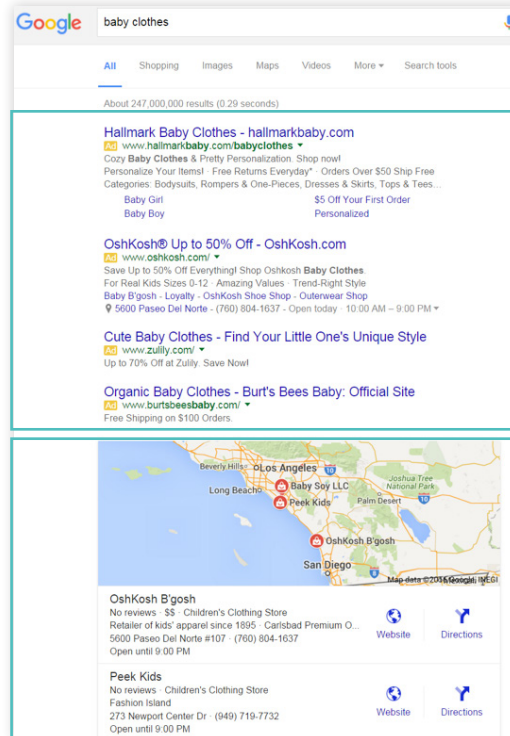 Google baby clothes
All Shopping Images Maps Videos More Search tools
About 247,000,000 results (0.29 seconds)
Hallmark Baby Clothes - hallmarkbaby.com
Ad www.hallmarkbaby.com/babyclothes
Cozy Baby Clothes & Pretty Personalization. Shop now!
Personalize Your Items! · Free Returns Everyday* · Orders Over $50 Ship Free
Categories: Bodysuits, Rompers & One-Pieces, Dresses & Skirts, Tops & Tees...
Baby Girl $5 Off Your First Order
Baby Boy Personalized
OshKosh® Up to 50% Off - OshKosh.com
Ad www.oshkosh.com/
Save Up to 50% Off Everything! Shop Oshkosh Baby Clothes.
For Real Kids Sizes 0-12 · Amazing Values · Trend-Right Style
Baby B'gosh - Loyalty - OshKosh Shoe Shop - Outerwear Shop
5600 Paseo Del Norte - (760) 804-1637 - Open today · 10:00 AM – 9:00 PM
Cute Baby Clothes - Find Your Little One's Unique Style
Ad www.zulily.com/
Up to 70% Off at Zulily. Save Now!
Organic Baby Clothes - Burt's Bees Baby: Official Site
Ad www.burtsbeesbaby.com/
Free Shipping on $100 Orders.
Beverly Hills Los Angeles 10
Joshua Tree
National Park
Long Beach Baby Soy LLC
Peek Kids Palm Desert 10
OshKosh B'gosh
San Diego
8
Map data ©2016 Google, INEGI
OshKosh B'gosh
No reviews · $$ · Children's Clothing Store
Retailer of kids' apparel since 1895 · Carlsbad Premium O...
5600 Paseo Del Norte #107 · (760) 804-1637
Open until 9:00 PM
Website Directions
Peek Kids
No reviews · Children's Clothing Store
Fashion Island
273 Newport Center Dr · (949) 719-7732
Open until 9:00 PM
Website Directions